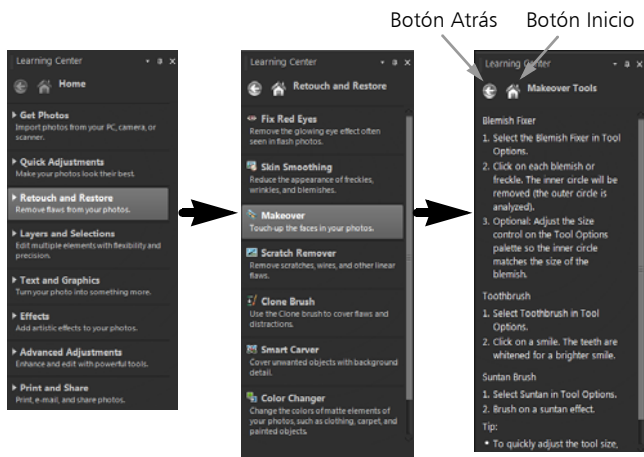 Botón Atrás Botón Inicio
Learning Center
Home
Get Photos
Import photos from your PC, camera, or
scanner.
Quick Adjustments
Make your photos look their best.
Retouch and Restore
Remove flaws from your photos.
Layers and Selections
Edit multiple elements with flexibility and
precision.
Text and Graphics
Turn your photo into something more.
Effects
Add artistic effects to your photos.
Advanced Adjustments
Enhance and edit with powerful tools.
Print and Share
Print, e-mail, and share photos.
Learning Center
Retouch and Restore
Fix Red Eyes
Remove the glowing eye effect often
seen in flash photos.
Skin Smoothing
Reduce the appearance of freckles,
wrinkles, and blemishes.
Makeover
Touch-up the faces in your photos.
Scratch Remover
Remove scratches, wires, and other linear
flaws.
Clone Brush
Use the Clone brush to cover flaws and
distractions.
Smart Carver
Cover unwanted objects with background
detail.
Color Changer
Change the colors of matte elements of
your photos, such as clothing, carpet, and
painted objects.
Learning Center
Makeover Tools
Blemish Fixer
1. Select the Blemish Fixer in Tool
Options.
2. Click on each blemish or
freckle. The inner circle will be
removed (the outer circle is
analyzed).
3. Optional: Adjust the Size
control on the Tool Options
palette so the inner circle
matches the size of the
blemish.
Toothbrush
1. Select Toothbrush in Tool
Options.
2. Click on a smile. The teeth are
whitened for a brighter smile.
Suntan Brush
1. Select Suntan in Tool Options.
2. Brush on a suntan effect.
Tip:
• To quickly adjust the tool size,